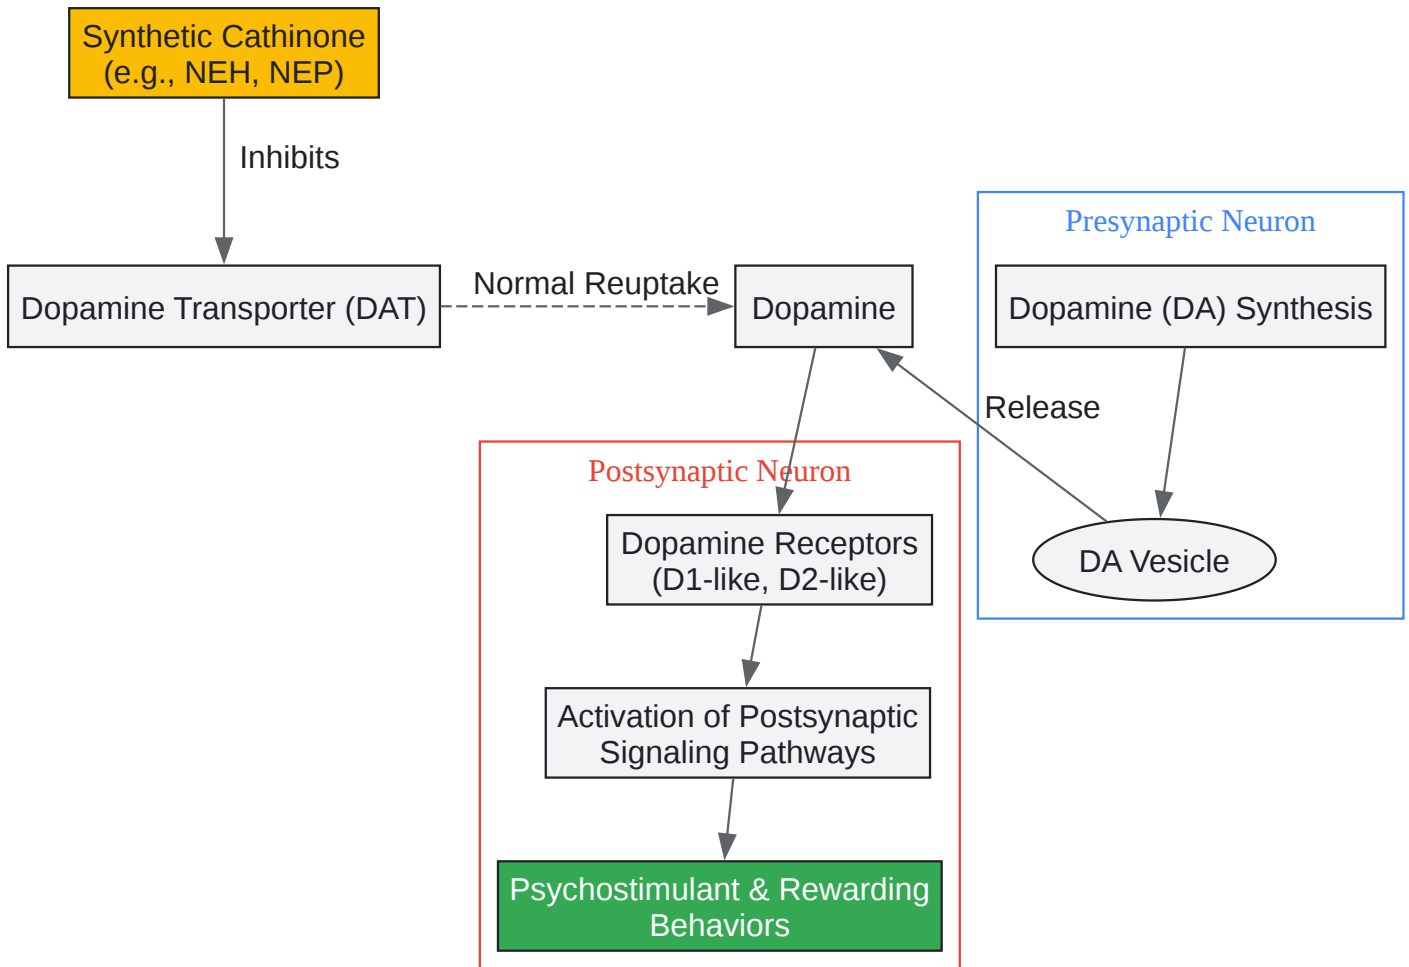 Synthetic Cathinone
(e.g., NEH, NEP)
Inhibits
Presynaptic Neuron
Dopamine Transporter (DAT)
Normal Reuptake
Dopamine
Dopamine (DA) Synthesis
Release
Postsynaptic Neuron
Dopamine Receptors
(D1-like, D2-like)
DA Vesicle
Activation of Postsynaptic
Signaling Pathways
Psychostimulant & Rewarding
Behaviors